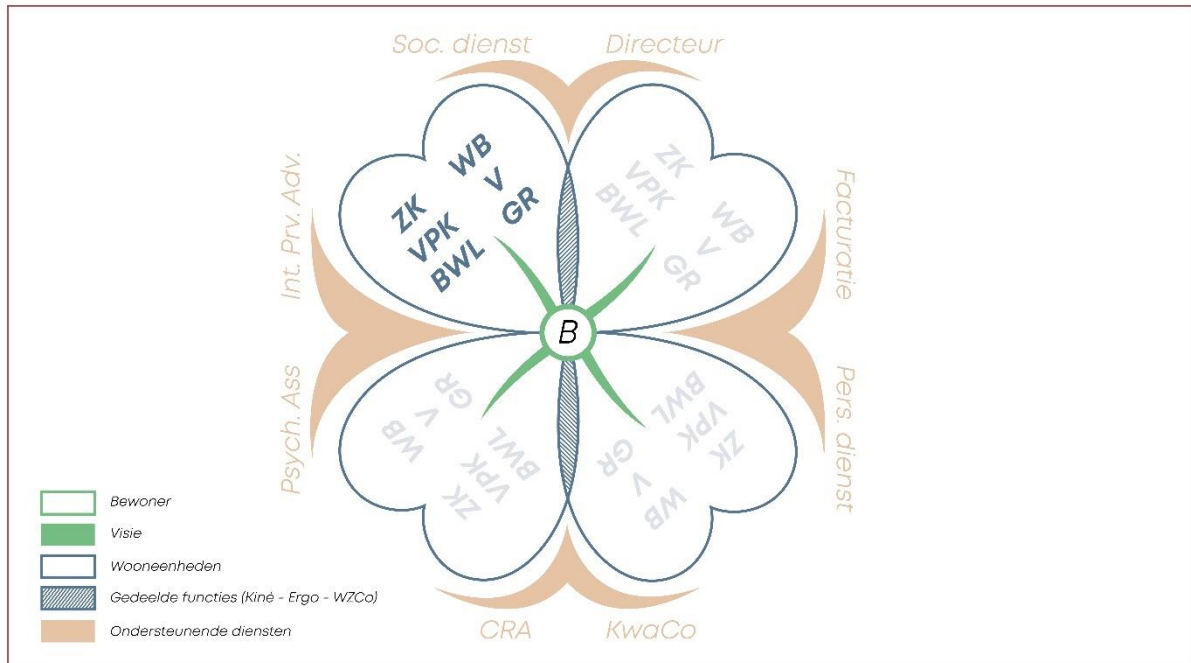 Soc. dienst
Directeur
Int. Prv. Adv.
Facturatie
WB
V
GR
ZK
VPK
BWL
ZK
VPK
BWL
WB
V
GR
B
Psych. Ass
Pers. dienst
GR
V
WB
BWL
VPK
ZK
BWL
VPK
ZK
GR
V
WB
CRA
KwaCo
Bewoner
Visie
Wooneenheden
Gedeelde functies (Kiné - Ergo - WZCo)
Ondersteunende diensten